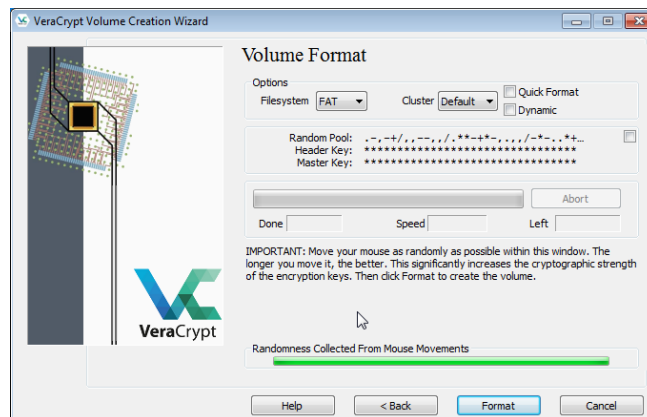 VeraCrypt Volume Creation Wizard
Volume Format
Options
Filesystem FAT Cluster Default Quick Format
Dynamic
Random Pool: .-,-+/,,--,,/.**-+*-,.,,/-*-..*+...
Header Key: ********************************
Master Key: ********************************
Abort
Done Speed Left
IMPORTANT: Move your mouse as randomly as possible within this window. The
longer you move it, the better. This significantly increases the cryptographic strength
of the encryption keys. Then click Format to create the volume.
VeraCrypt
Randomness Collected From Mouse Movements
Help < Back Format Cancel